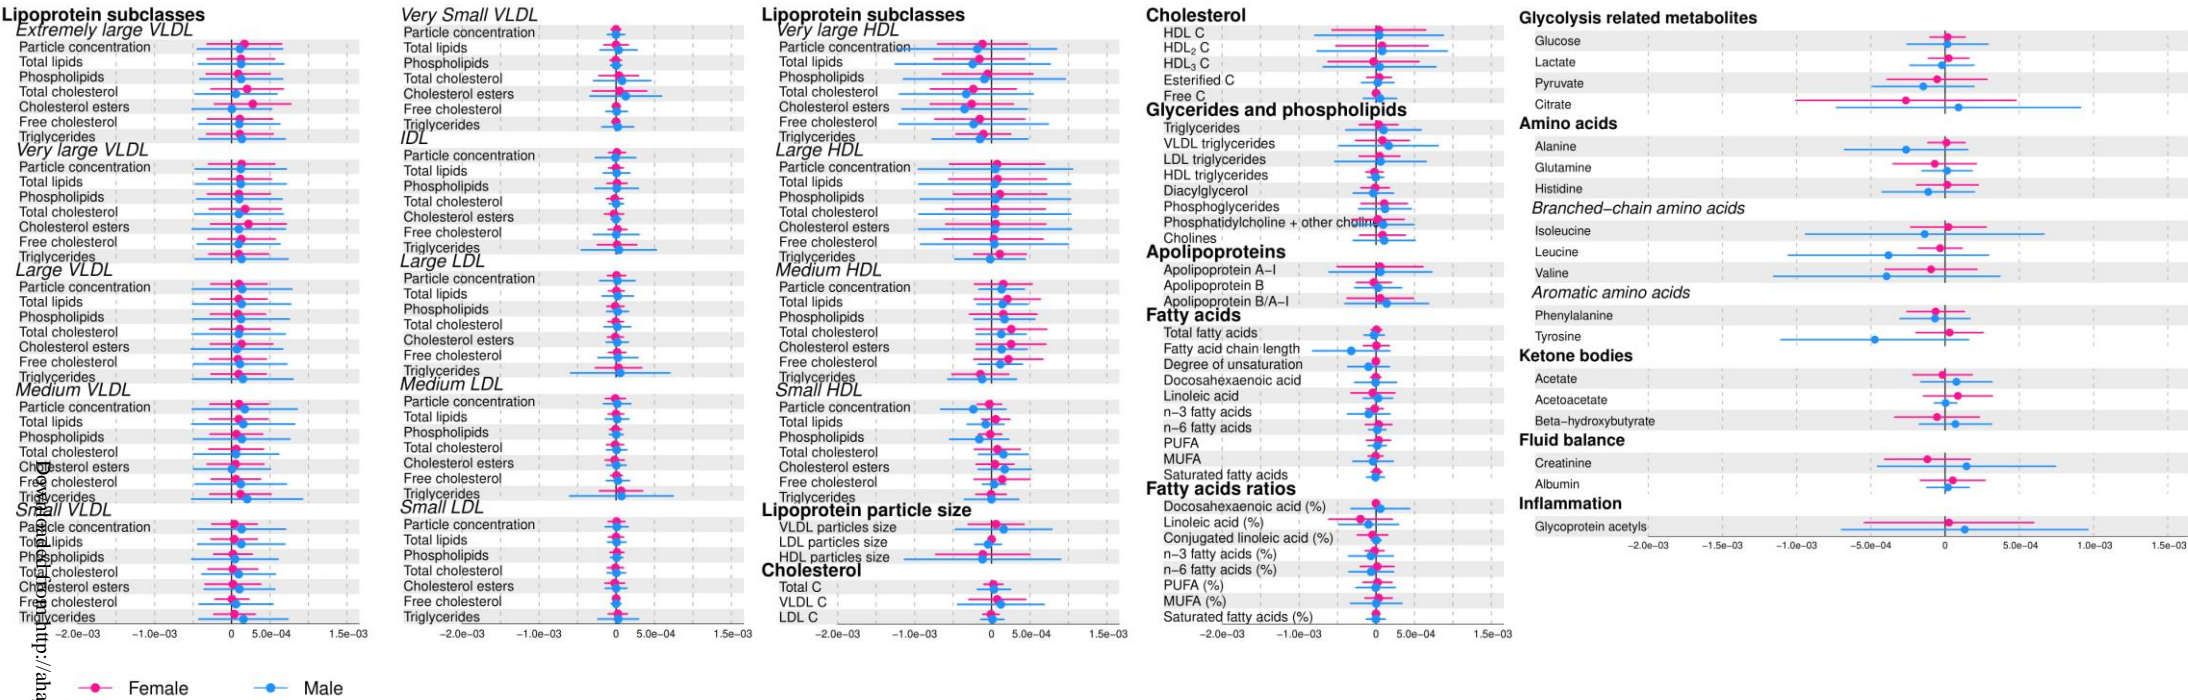 Lipoprotein subclasses
Extremely large VLDL
Particle concentration
Total lipids
Phospholipids
Total cholesterol
Cholesterol esters
Free cholesterol
Triglycerides
Very large VLDL
Particle concentration
Total lipids
Phospholipids
Total cholesterol
Cholesterol esters
Free cholesterol
Triglycerides
Large VLDL
Particle concentration
Total lipids
Phospholipids
Total cholesterol
Cholesterol esters
Free cholesterol
Triglycerides
Medium VLDL
Particle concentration
Total lipids
Phospholipids
Total cholesterol
Cholesterol esters
Free cholesterol
Triglycerides
Small VLDL
Particle concentration
Total Lipids
Phospholipids
Total cholesterol
Cholesterol esters
Free cholesterol
Triglycerides
-2.0e-03 -1.0e-03 0 5.0e-04 1.5e-03
Very Small VLDL
Particle concentration
Total lipids
Phospholipids
Total cholesterol
Cholesterol esters
Free cholesterol
Triglycerides
IDL
Particle concentration
Total lipids
Phospholipids
Total cholesterol
Cholesterol esters
Free cholesterol
Triglycerides
Large LDL
Particle concentration
Total lipids
Phospholipids
Total cholesterol
Cholesterol esters
Free cholesterol
Triglycerides
Medium LDL
Particle concentration
Total lipids
Phospholipids
Total cholesterol
Cholesterol esters
Free cholesterol
Triglycerides
Small LDL
Particle concentration
Total lipids
Phospholipids
Total cholesterol
Cholesterol esters
Free cholesterol
Triglycerides
-2.0e-03 -1.0e-03 0 5.0e-04 1.5e-03
Lipoprotein subclasses
Very large HDL
Particle concentration
Total lipids
Phospholipids
Total cholesterol
Cholesterol esters
Free cholesterol
Triglycerides
Large HDL
Particle concentration
Total lipids
Phospholipids
Total cholesterol
Cholesterol esters
Free cholesterol
Triglycerides
Medium HDL
Particle concentration
Total lipids
Phospholipids
Total cholesterol
Cholesterol esters
Free cholesterol
Triglycerides
Small HDL
Particle concentration
Total lipids
Phospholipids
Total cholesterol
Cholesterol esters
Free cholesterol
Triglycerides
Lipoprotein particle size
VLDL particles size
LDL particles size
HDL particles size
Cholesterol
Total C
VLDL C
LDL C
-2.0e-03 -1.0e-03 0 5.0e-04 1.5e-03
Cholesterol
HDL C
HDL₂ C
HDL₃ C
Esterified C
Free C
Glycerides and phospholipids
Triglycerides
VLDL triglycerides
LDL triglycerides
HDL triglycerides
Diacylglycerol
Phosphoglycerides
Phosphatidylcholine + other choline
Cholines
Apolipoproteins
Apolipoprotein A-I
Apolipoprotein B
Apolipoprotein B/A-I
Fatty acids
Total fatty acids
Fatty acid chain length
Degree of unsaturation
Docosahexaenoic acid
Linoleic acid
n-3 fatty acids
n-6 fatty acids
PUFA
MUFA
Saturated fatty acids
Fatty acids ratios
Docosahexaenoic acid (%)
Linoleic acid (%)
Conjugated linoleic acid (%)
n-3 fatty acids (%)
n-6 fatty acids (%)
PUFA (%)
MUFA (%)
Saturated fatty acids (%)
-2.0e-03 -1.0e-03 0 5.0e-04 1.5e-03
Glycolysis related metabolites
Glucose
Lactate
Pyruvate
Citrate
Amino acids
Alanine
Glutamine
Histidine
Branched-chain amino acids
Isoleucine
Leucine
Valine
Aromatic amino acids
Phenylalanine
Tyrosine
Ketone bodies
Acetate
Acetoacetate
Beta-hydroxybutyrate
Fluid balance
Creatinine
Albumin
Inflammation
Glycoprotein acetyls
-2.0e-03 -1.5e-03 -1.0e-03 -5.0e-04 0 5.0e-04 1.0e-03 1.5e-03
Female Male
from http://aha